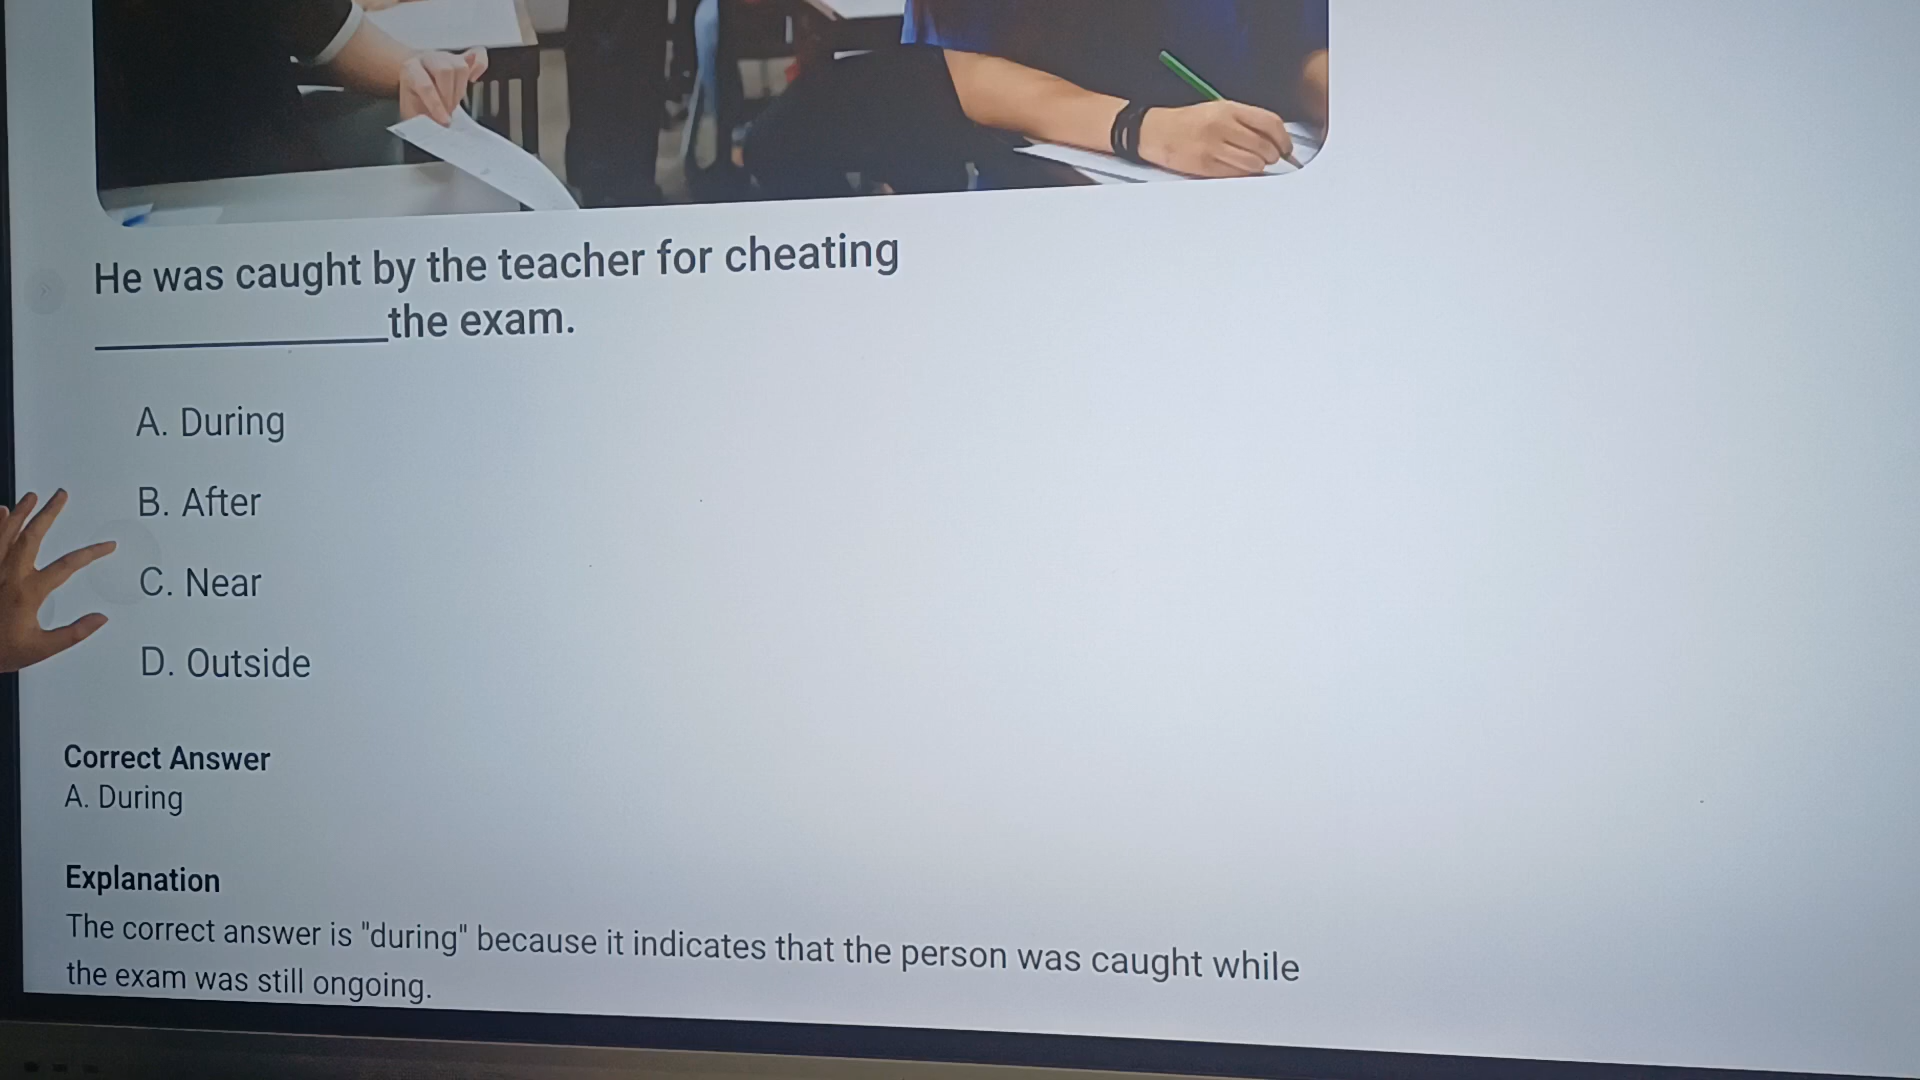 He was caught by the teacher for cheating
____________the exam.
A. During
B. After
C. Near
D. Outside
Correct Answer
A. During
Explanation
The correct answer is "during" because it indicates that the person was caught while
the exam was still ongoing.